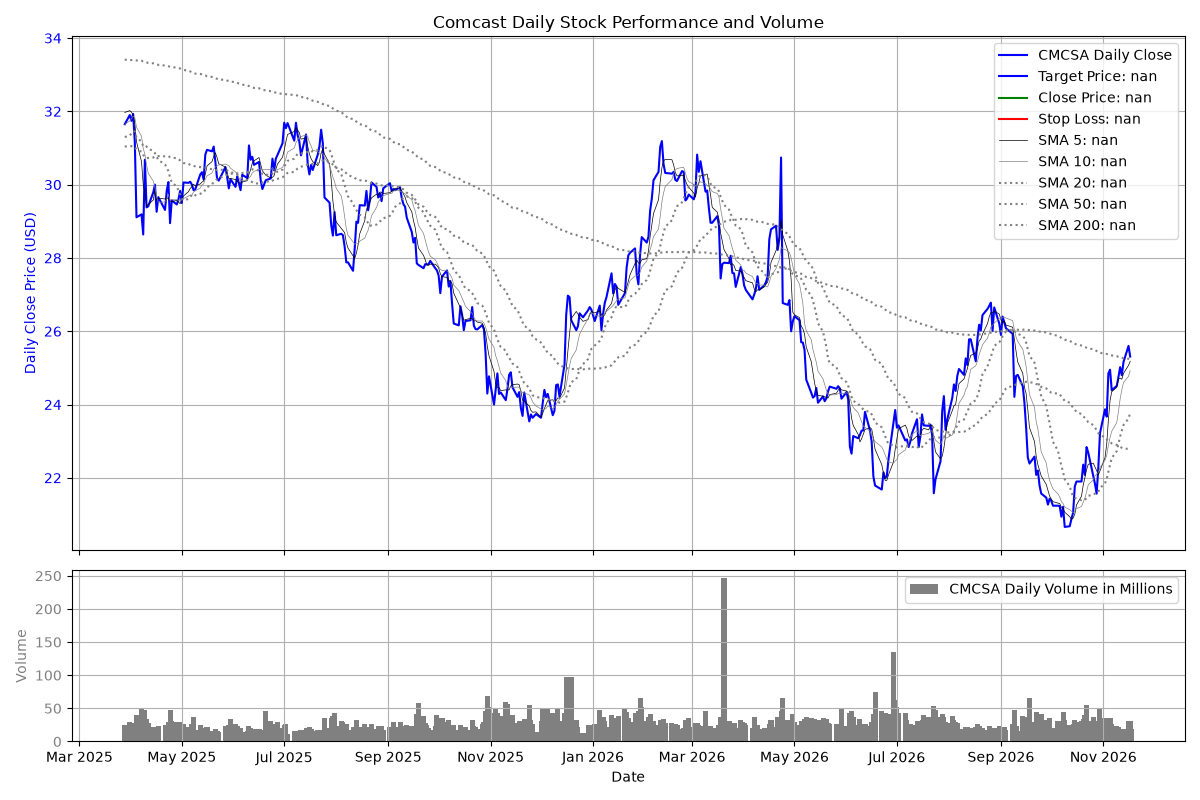 Comcast Daily Stock Performance and Volume
34
32
30
28
26
24
22
Daily Close Price (USD)
CMCSA Daily Close
Target Price: nan
Close Price: nan
Stop Loss: nan
SMA 5: nan
SMA 10: nan
SMA 20: nan
SMA 50: nan
SMA 200: nan
250
200
150
100
50
0
Volume
CMCSA Daily Volume in Millions
Mar 2025 May 2025 Jul 2025 Sep 2025 Nov 2025 Jan 2026 Mar 2026 May 2026 Jul 2026 Sep 2026 Nov 2026
Date